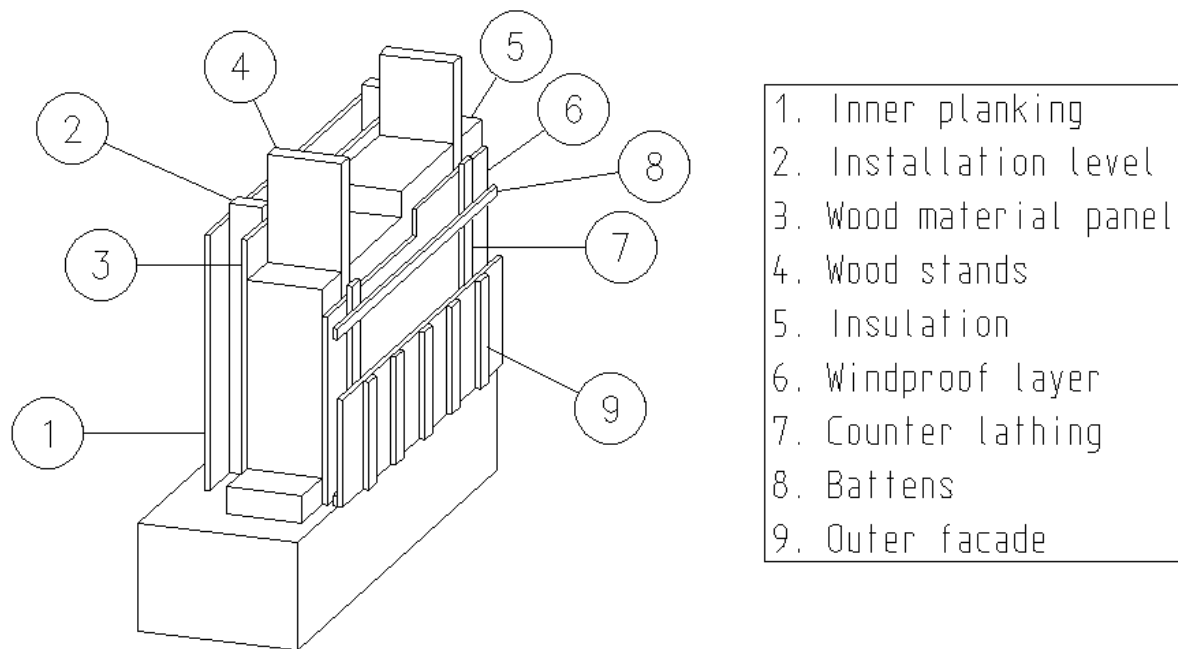 5
4
6
2
8
3
7
1
9
1. Inner planking
2. Installation level
3. Wood material panel
4. Wood stands
5. Insulation
6. Windproof layer
7. Counter lathing
8. Battens
9. Outer facade